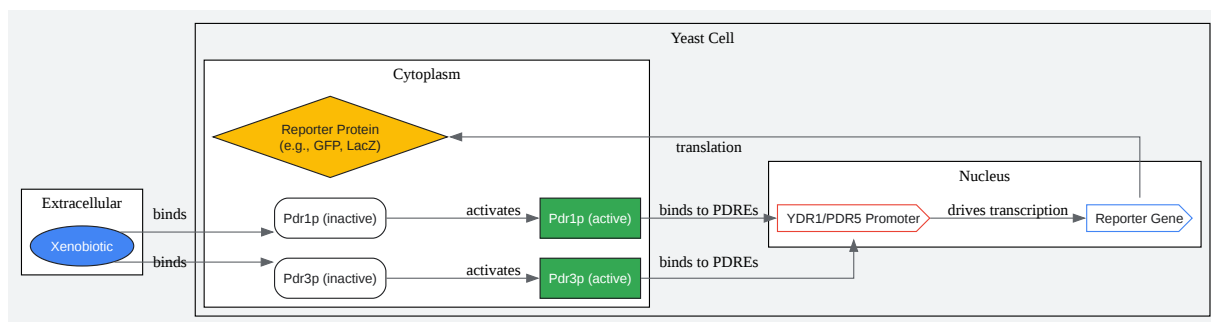 Yeast Cell
Cytoplasm
Reporter Protein
(e.g., GFP, LacZ)
translation
Nucleus
Extracellular
binds
Xenobiotic
binds
Pdr1p (inactive)
activates
Pdr1p (active)
binds to PDREs
YDR1/PDR5 Promoter
drives transcription
Reporter Gene
Pdr3p (inactive)
activates
Pdr3p (active)
binds to PDREs